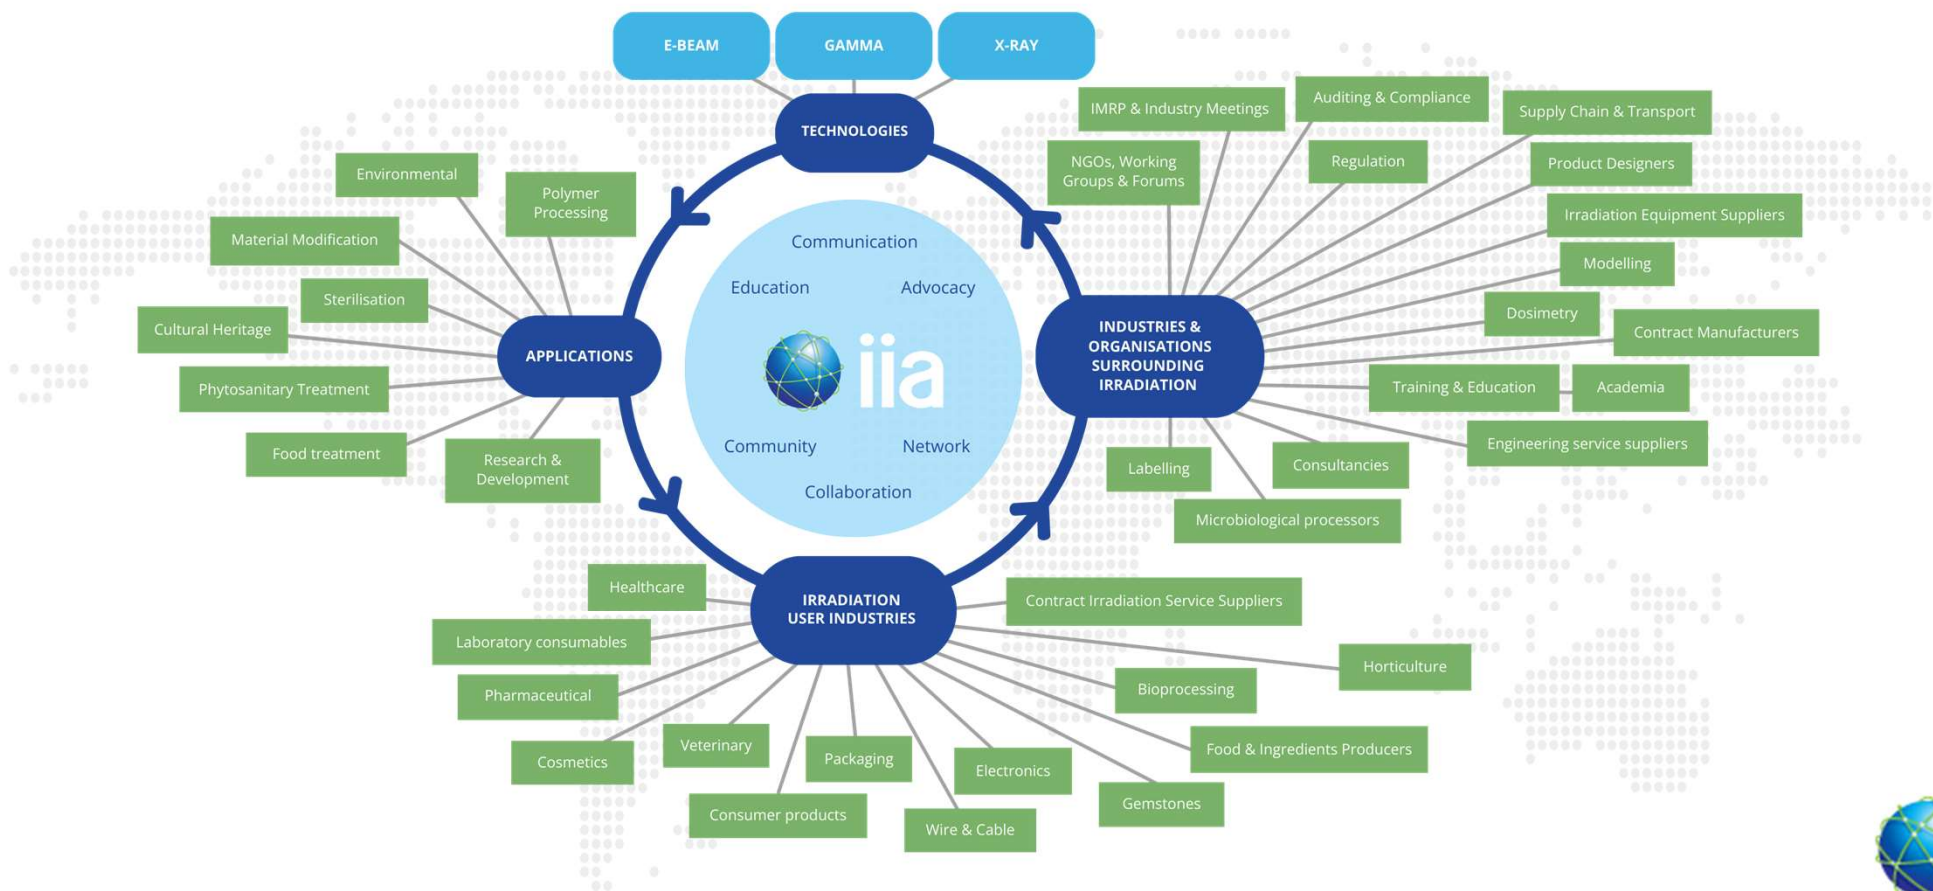 E-BEAM
GAMMA
X-RAY
TECHNOLOGIES
Environmental
Polymer
Processing
Material Modification
Sterilisation
Cultural Heritage
APPLICATIONS
Phytosanitary Treatment
Food treatment
Research &
Development
Communication
Education
Advocacy
iia
Community
Network
Collaboration
IMRP & Industry Meetings
Auditing & Compliance
Supply Chain & Transport
NGOs, Working
Groups & Forums
Regulation
Product Designers
Irradiation Equipment Suppliers
Modelling
Dosimetry
Contract Manufacturers
INDUSTRIES &
ORGANISATIONS
SURROUNDING
IRRADIATION
Training & Education
Academia
Engineering service suppliers
Labelling
Consultancies
Microbiological processors
Healthcare
IRRADIATION
USER INDUSTRIES
Contract Irradiation Service Suppliers
Laboratory consumables
Horticulture
Pharmaceutical
Bioprocessing
Cosmetics
Veterinary
Packaging
Electronics
Food & Ingredients Producers
Consumer products
Wire & Cable
Gemstones